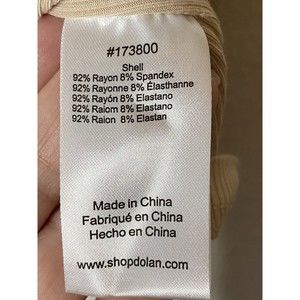 #173800
Shell
92% Rayon 8% Spandex
92% Rayonne 8% Élasthanne
92% Rayón 8% Elastano
92% Raiom 8% Elastano
92% Raion 8% Elastan
Made in China
Fabriqué en China
Hecho en China
www.shopdolan.com